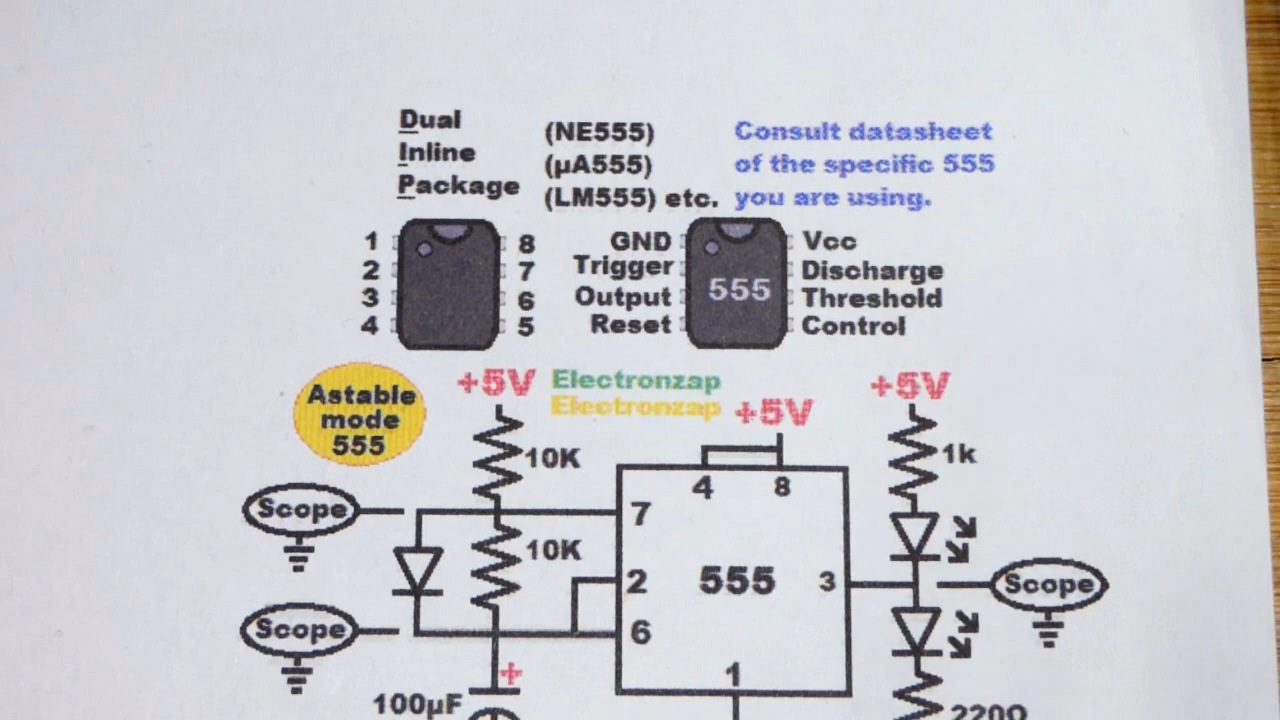 Dual
Inline
Package
(NE555)
(µA555)
(LM555) etc.
Consult datasheet
of the specific 555
you are using.
1
2
3
4
8
7
6
5
GND
Trigger
Output
Reset
555
Vcc
Discharge
Threshold
Control
Astable
mode
555
+5V
Electronzap
Electronzap
+5V
+5V
10K
1k
4
8
Scope
7
10K
2
555
3
Scope
Scope
6
+
1
100µF
220Ω